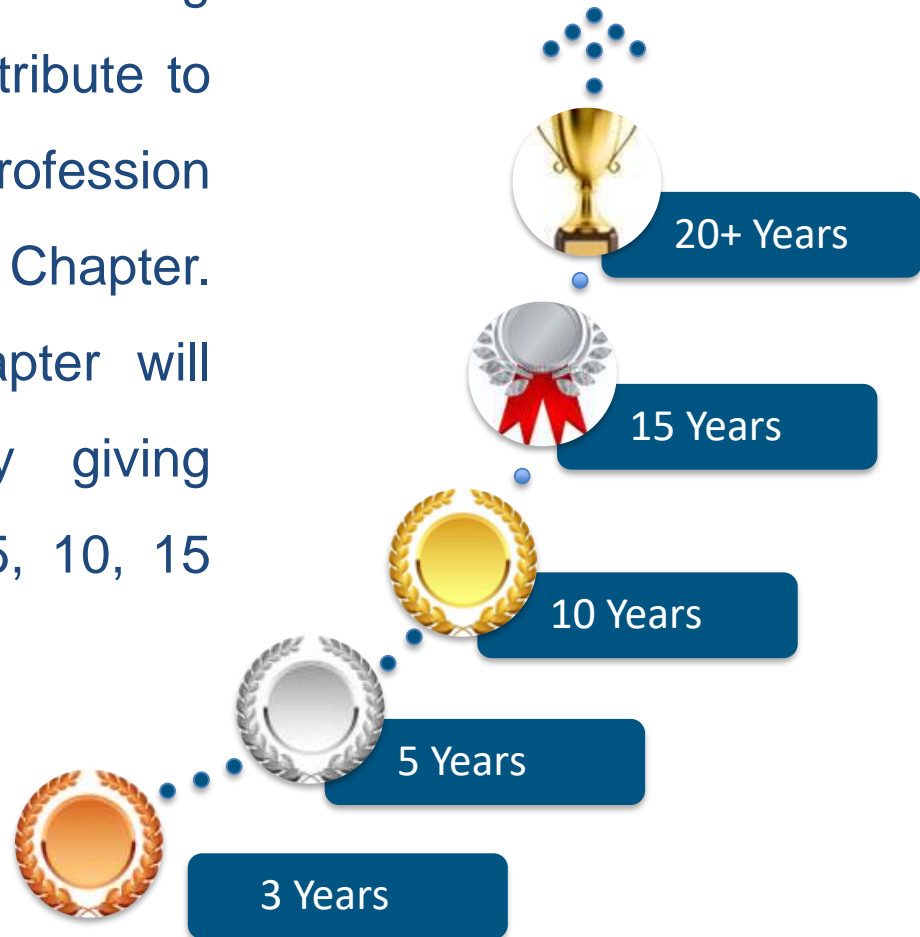 tribute to
rofession
Chapter.
apter will
y giving
5, 10, 15
20+ Years
15 Years
10 Years
5 Years
3 Years